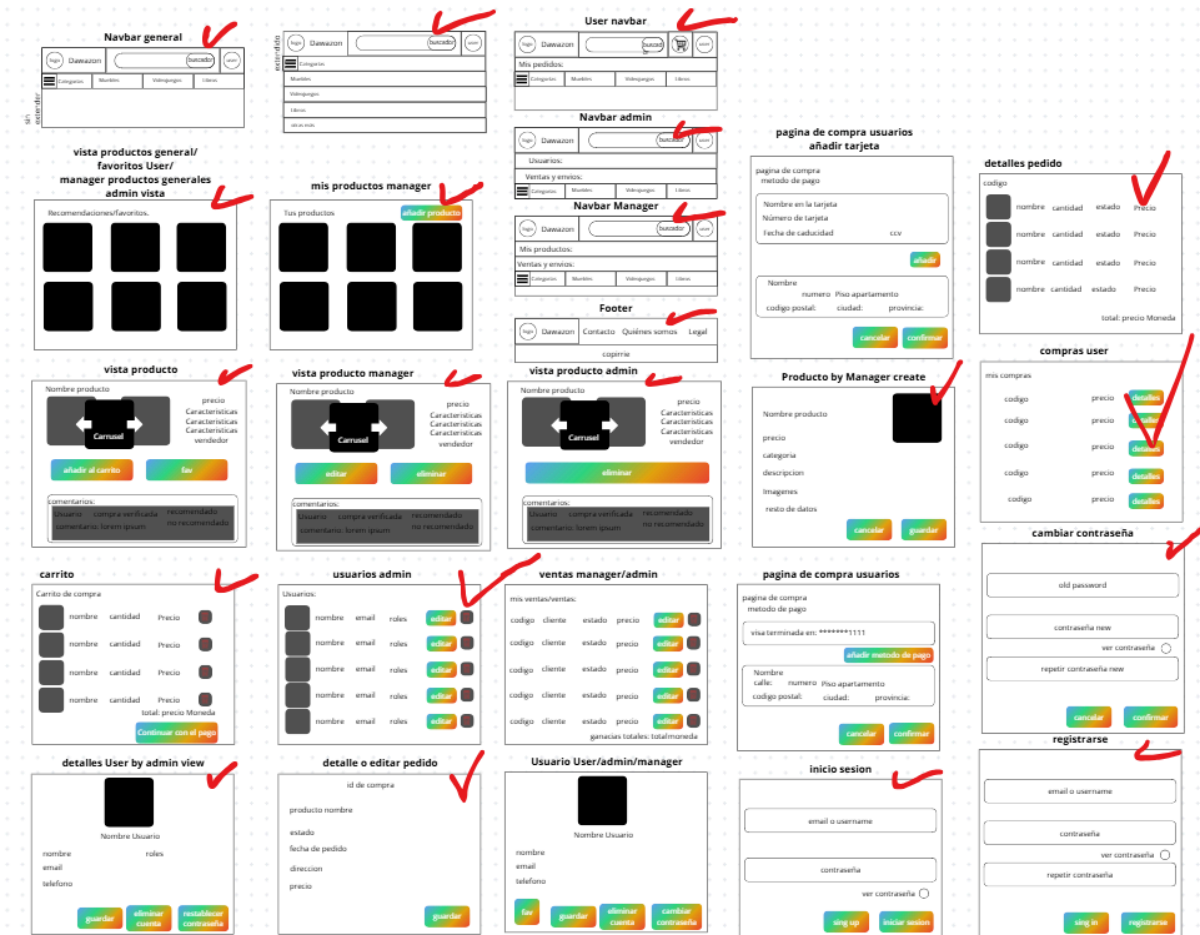 Navbar general
logo Dawazon buscador user
Categorias Muebles Videojuegos Libros
sin extender
extendido
logo Dawazon buscador user
Categorias
Muebles
Videojuegos
Libros
User navbar
logo Dawazon buscad user
Mis pedidos:
Categorias Muebles Videojuegos Libros
Navbar admin
logo Dawazon buscador user
Usuarios:
Ventas y envios:
Categorias Muebles Videojuegos Libros
Navbar Manager
logo Dawazon buscador user
Mis productos:
Ventas y envios:
Categorias Muebles Videojuegos Libros
Footer
logo Dawazon Contacto Quiénes somos Legal
copirrie
vista productos general/
favoritos User/
manager productos generales
admin vista
Recomendaciones/favoritos.
mis productos manager
Tus productos añadir producto
pagina de compra usuarios
añadir tarjeta
pagina de compra
metodo de pago
Nombre en la tarjeta
Número de tarjeta
Fecha de caducidad ccv
añadir
Nombre
numero Piso apartamento
codigo postal: ciudad: provincia:
cancelar confirmar
detalles pedido
codigo
nombre cantidad estado Precio
nombre cantidad estado Precio
nombre cantidad estado Precio
nombre cantidad estado Precio
total: precio Moneda
vista producto
Nombre producto
precio
Caracteristicas
Caracteristicas
Caracteristicas
vendedor
Carrusel
añadir al carrito fav
comentarios:
Usuario compra verificada recomendado
comentario: lorem ipsum no recomendado
vista producto manager
Nombre producto
precio
Caracteristicas
Caracteristicas
Caracteristicas
vendedor
Carrusel
editar eliminar
comentarios:
Usuario compra verificada recomendado
comentario: lorem ipsum no recomendado
vista producto admin
Nombre producto
precio
Caracteristicas
Caracteristicas
Caracteristicas
vendedor
Carrusel
eliminar
comentarios:
Usuario compra verificada recomendado
comentario: lorem ipsum no recomendado
Producto by Manager create
Nombre producto
precio
categoria
descripcion
Imagenes
resto de datos
cancelar guardar
compras user
mis compras
codigo precio detalles
codigo precio detalles
codigo precio detalles
codigo precio detalles
codigo precio detalles
carrito
Carrito de compra
nombre cantidad Precio
nombre cantidad Precio
nombre cantidad Precio
nombre cantidad Precio
total: precio Moneda
Continuar con el pago
usuarios admin
Usuarios:
nombre email roles editar
nombre email roles editar
nombre email roles editar
nombre email roles editar
nombre email roles editar
ventas manager/admin
mis ventas/ventas:
codigo cliente estado precio editar
codigo cliente estado precio editar
codigo cliente estado precio editar
codigo cliente estado precio editar
codigo cliente estado precio editar
ganacias totales: totalmoneda
pagina de compra usuarios
pagina de compra
metodo de pago
visa terminada en: *******1111
añadir metodo de pago
Nombre
calle: numero Piso apartamento
codigo postal: ciudad: provincia:
cancelar confirmar
cambiar contraseña
old password
contraseña new
ver contraseña
repetir contraseña new
cancelar confirmar
detalles User by admin view
Nombre Usuario
nombre roles
email
telefono
guardar eliminar cuenta restablecer contraseña
detalle o editar pedido
id de compra
producto nombre
estado
fecha de pedido
direccion
precio
guardar
Usuario User/admin/manager
Nombre Usuario
nombre
email
telefono
fav guardar eliminar cuenta cambiar contraseña
inicio sesion
email o username
contraseña
ver contraseña
sing up iniciar sesion
registrarse
email o username
contraseña
ver contraseña
repetir contraseña
sing in registrarse